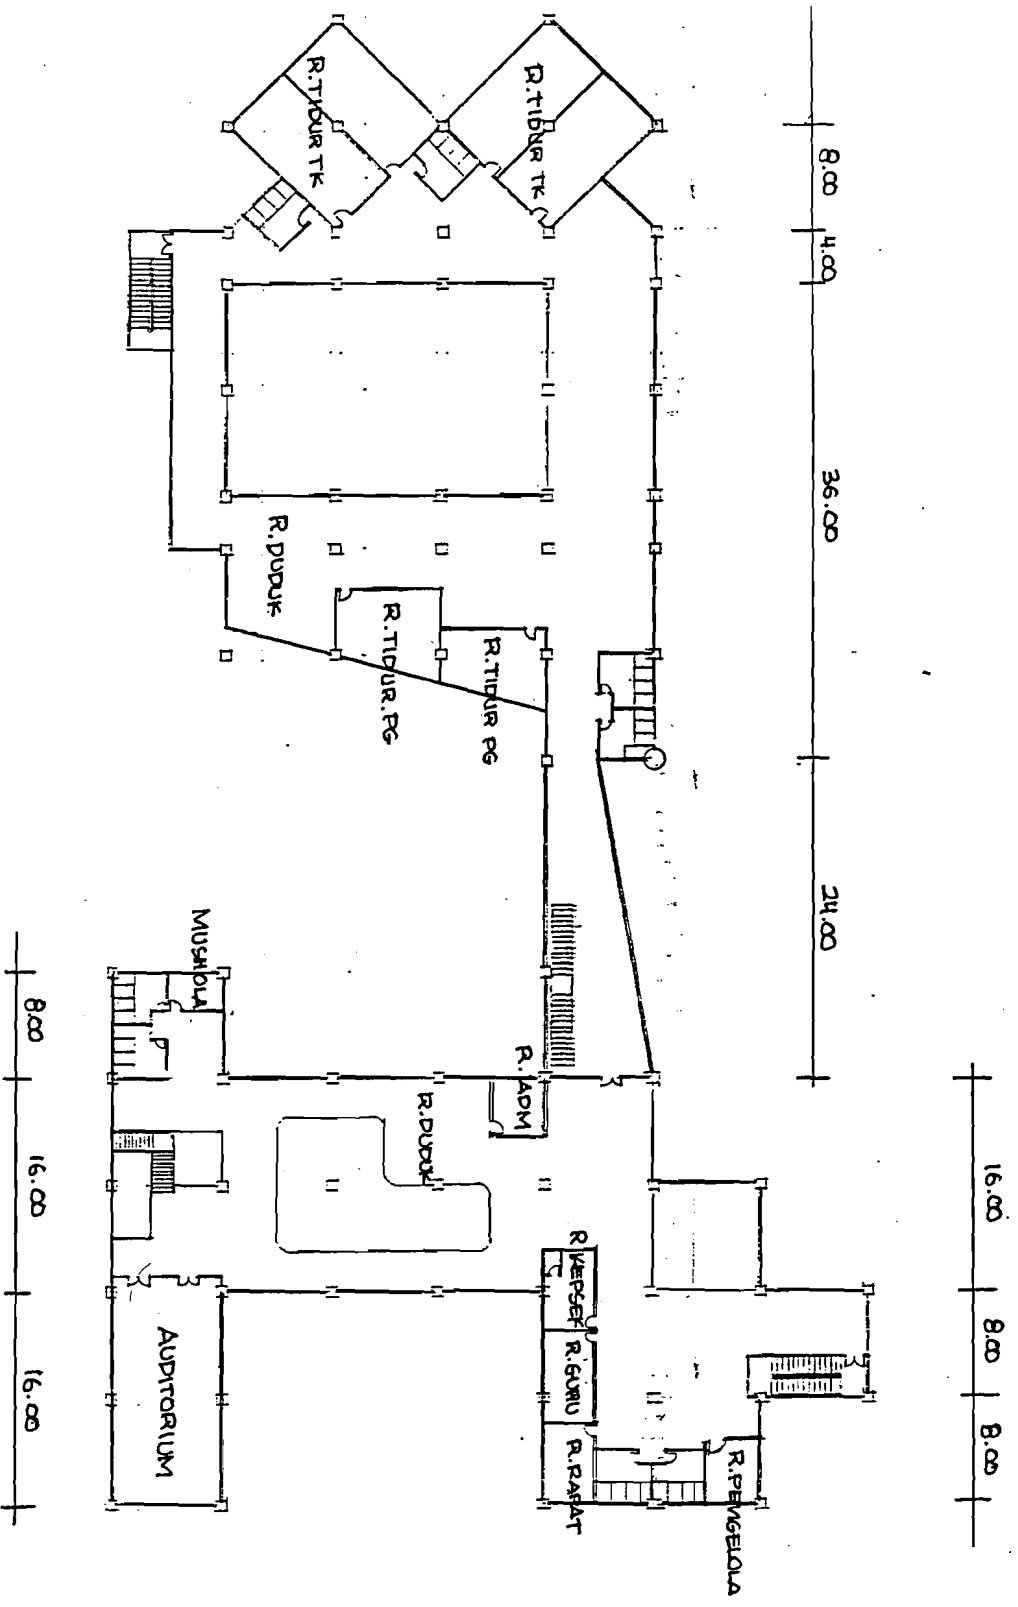 R.TIDUR TK
R.TIDUR TK
8.00
4.00
36.00
24.00
R.DUDUK
R.TIDUR.PG
R.TIDUR PG
MUSHOLA
R. ADM
R.DUDUK
8.00
16.00
16.00
16.00
8.00
8.00
R KEPSEK
R.GURU
R.RAPAT
R.PENGELOLA
AUDITORIUM